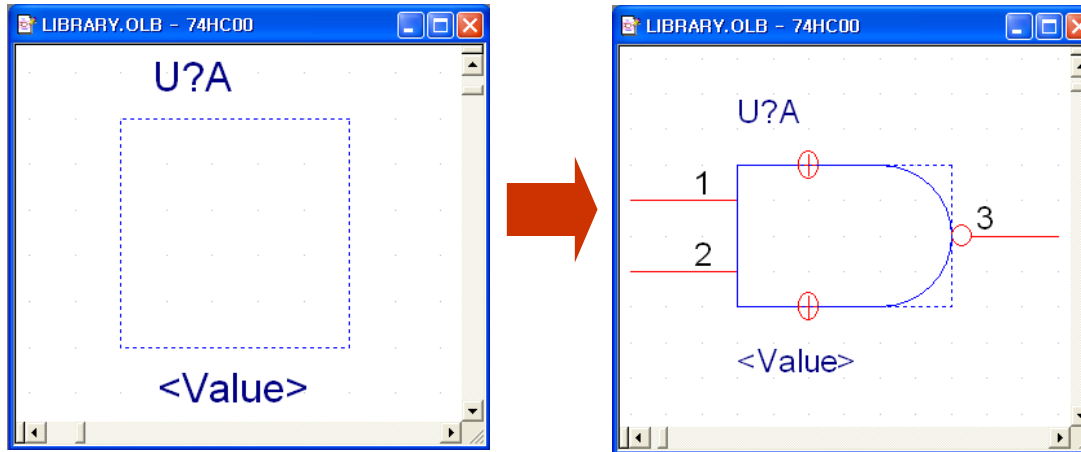 LIBRARY.OLB - 74HC00
U?A
<Value>
LIBRARY.OLB - 74HC00
U?A
1
3
2
<Value>